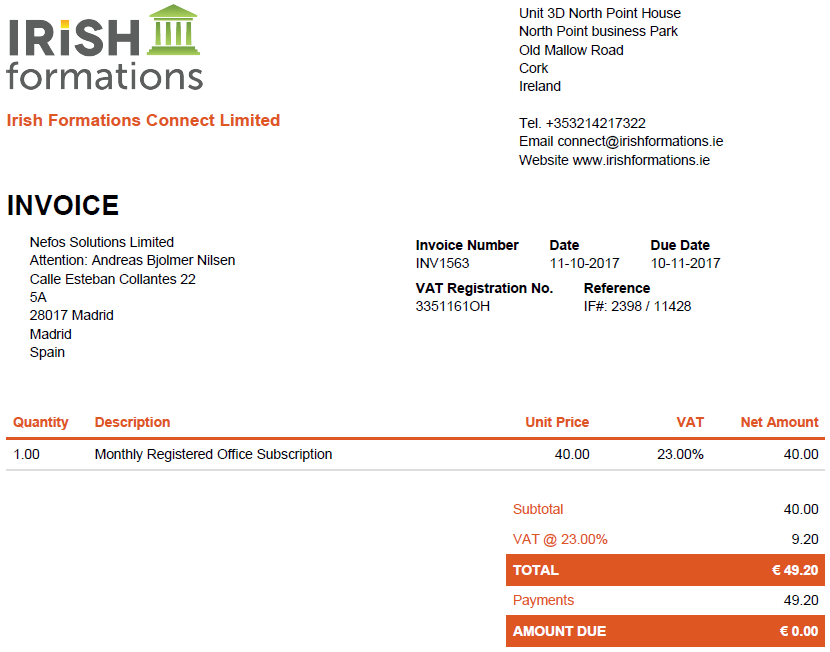 IRiSH
formations
Irish Formations Connect Limited
Unit 3D North Point House
North Point business Park
Old Mallow Road
Cork
Ireland
Tel. +353214217322
Email connect@irishformations.ie
Website www.irishformations.ie
INVOICE
Nefos Solutions Limited
Attention: Andreas Bjolmer Nilsen
Calle Esteban Collantes 22
5A
28017 Madrid
Madrid
Spain
Invoice Number Date Due Date
INV1563 11-10-2017 10-11-2017
VAT Registration No. Reference
3351161OH IF#: 2398 / 11428
Quantity Description Unit Price VAT Net Amount
1.00 Monthly Registered Office Subscription 40.00 23.00% 40.00
Subtotal 40.00
VAT @ 23.00% 9.20
TOTAL € 49.20
Payments 49.20
AMOUNT DUE € 0.00